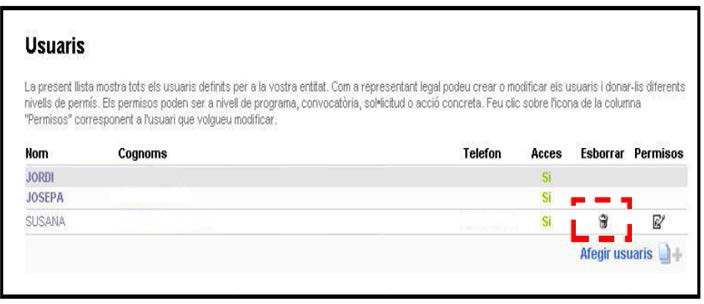 Usuaris
La present llista mostra tots els usuaris definits per a la vostra entitat. Com a representant legal podeu crear o modificar els usuaris i donar-lis diferents
nivells de permís. Els permisos poden ser a nivell de programa, convocatòria, sol•licitud o acció concreta. Feu clic sobre l'icona de la columna
"Permisos" corresponent a l'usuari que volgueu modificar.
Nom Cognoms Telefon Acces Esborrar Permisos
JORDI Si
JOSEPA Si
SUSANA Si
Afegir usuaris